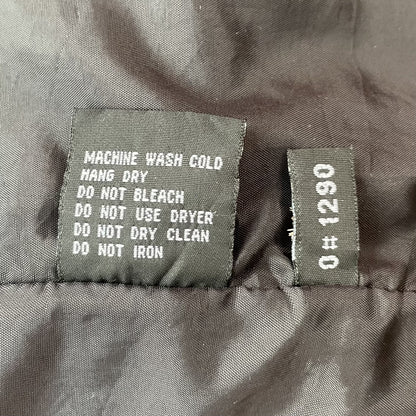 MACHINE WASH COLD
HANG DRY
DO NOT BLEACH
DO NOT USE DRYER
DO NOT DRY CLEAN
DO NOT IRON
0# 1290